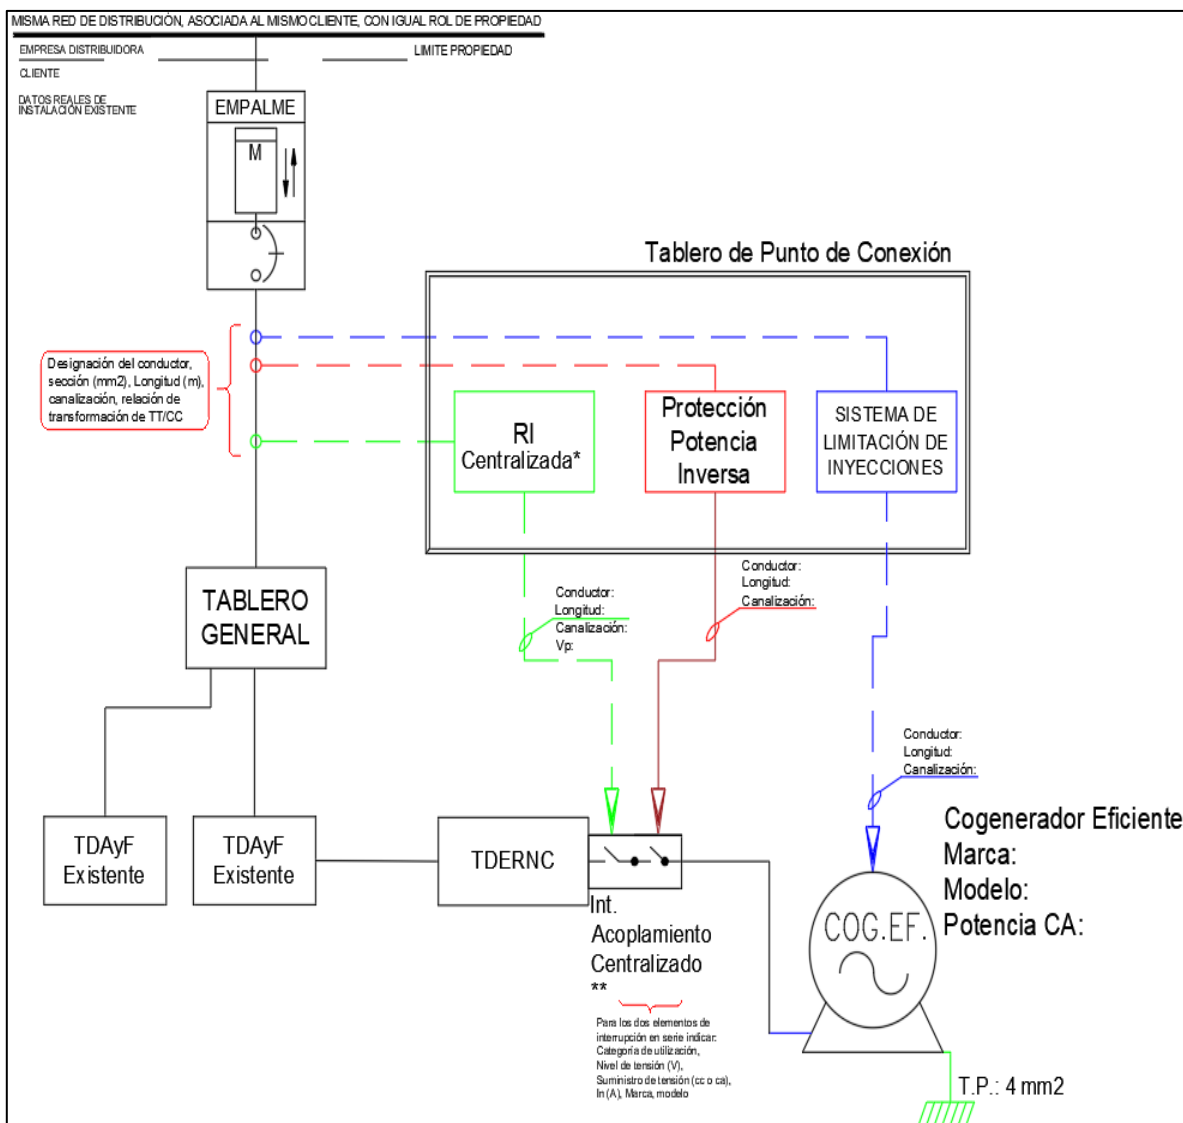 MISMA RED DE DISTRIBUCIÓN, ASOCIADA AL MISMO CLIENTE, CON IGUAL ROL DE PROPIEDAD
EMPRESA DISTRIBUIDORA
LIMITE PROPIEDAD
CLIENTE
DATOS REALES DE
INSTALACIÓN EXISTENTE
EMPALME
M
Tablero de Punto de Conexión
Designación del conductor,
sección (mm2), Longitud (m),
canalización, relación de
transformación de TT/CC
RI
Centralizada*
Protección
Potencia
Inversa
SISTEMA DE
LIMITACIÓN DE
INYECCIONES
TABLERO
GENERAL
Conductor:
Longitud:
Canalización:
Vp:
Conductor:
Longitud:
Canalización:
Conductor:
Longitud:
Canalización:
TDAyF
Existente
TDAyF
Existente
TDERNC
Int.
Acoplamiento
Centralizado
**
Para los dos elementos de
interrupción en serie indicar:
Categoría de utilización,
Nivel de tensión (V),
Suministro de tensión (cc o ca),
In (A), Marca, modelo
Cogenerador Eficiente
Marca:
Modelo:
Potencia CA:
COG.EF.
T.P.: 4 mm2